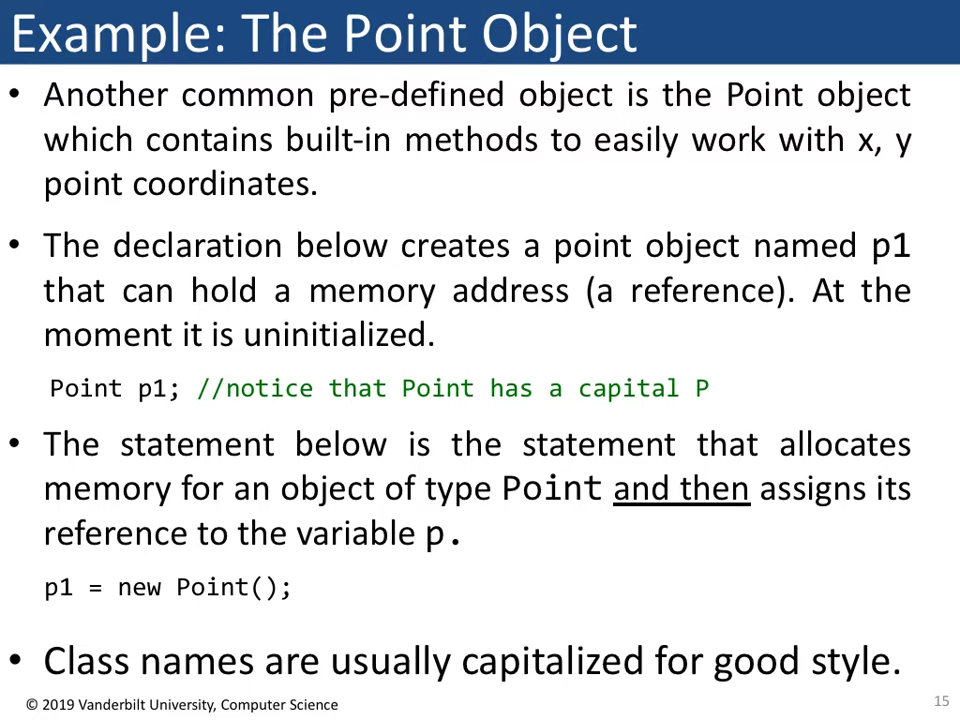 Example: The Point Object
• Another common pre-defined object is the Point object
which contains built-in methods to easily work with x, y
point coordinates.
• The declaration below creates a point object named p1
that can hold a memory address (a reference). At the
moment it is uninitialized.
Point p1; //notice that Point has a capital P
• The statement below is the statement that allocates
memory for an object of type Point and then assigns its
reference to the variable p.
p1 = new Point();
• Class names are usually capitalized for good style.
© 2019 Vanderbilt University, Computer Science
15